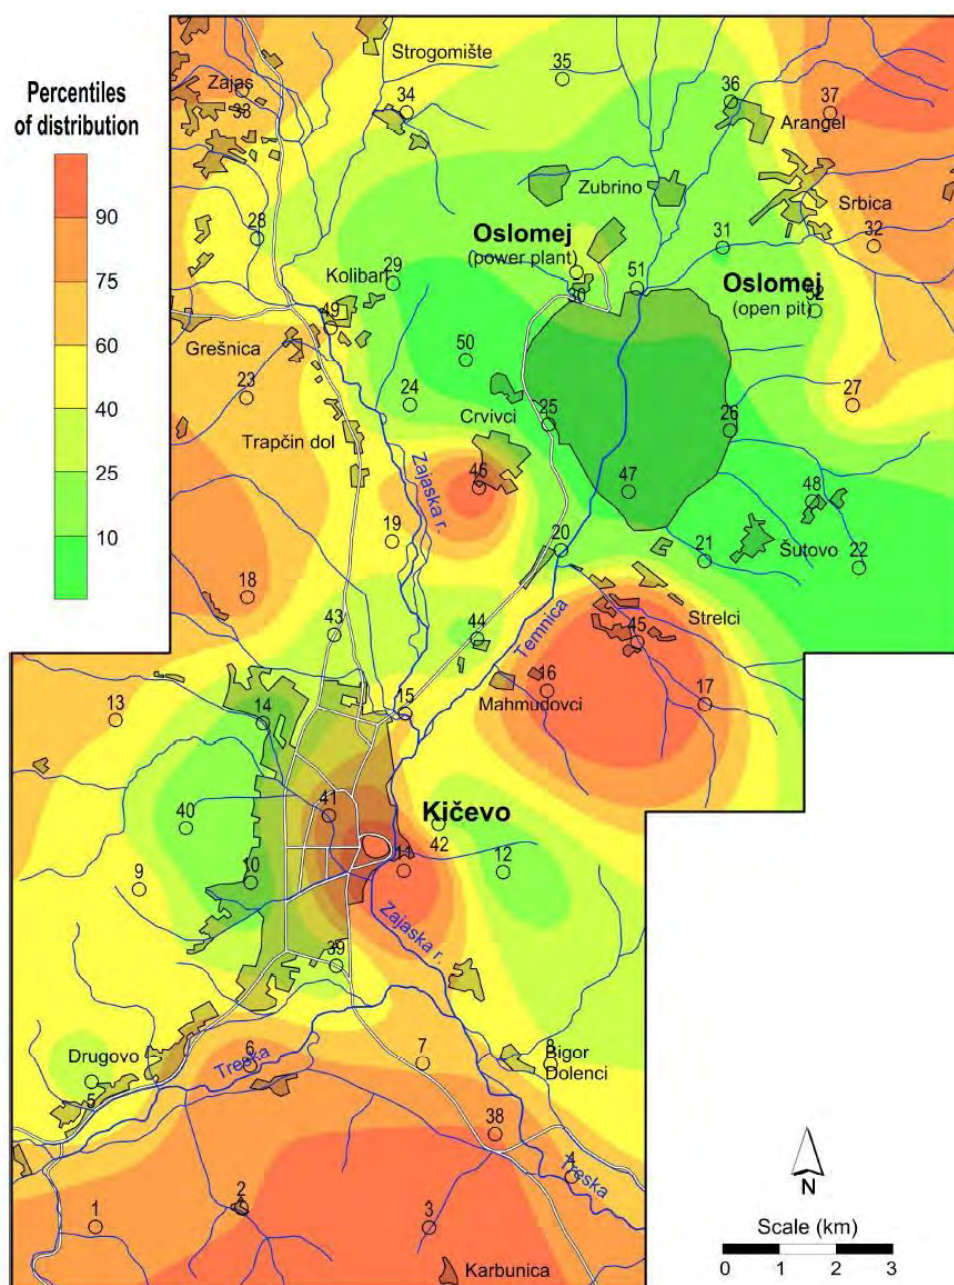 Percentiles
of distribution
90
75
60
40
25
10
Strogomište
Zajas
33
34
35
36
37
Arangel
Zubrino
Srbica
28
Oslomej
(power plant)
31
32
Kolibari
29
30
51
Oslomej
(open pit)
52
49
Grešnica
50
23
24
Crvivci
25
26
27
Trapčin dol
Zajaska r.
46
47
48
19
20
21
Šutovo
22
18
43
44
Temnica
Strelci
45
16
Mahmudovci
17
13
14
15
40
41
Kičevo
42
11
12
9
10
Zajaska r.
39
Drugovo
5
6
Treska
7
8
Bigor
Dolenci
38
4
Treska
1
2
3
Karbunica
N
Scale (km)
0 1 2 3